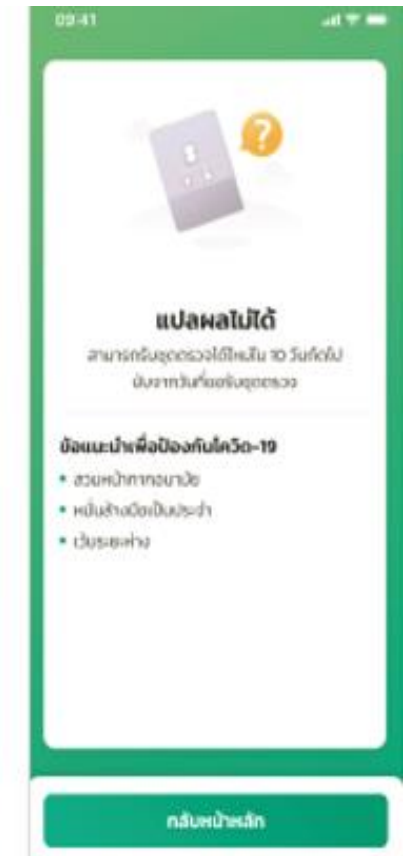 09:41
?
แปลผลไม่ได้
สามารถรับชุดตรวจได้ใหม่ใน 10 วันถัดไป
นับจากวันที่ขอรับชุดตรวจ
ข้อแนะนำเพื่อป้องกันโควิด-19
• สวมหน้ากากอนามัย
• หมั่นล้างมือเป็นประจำ
• เว้นระยะห่าง
กลับหน้าหลัก